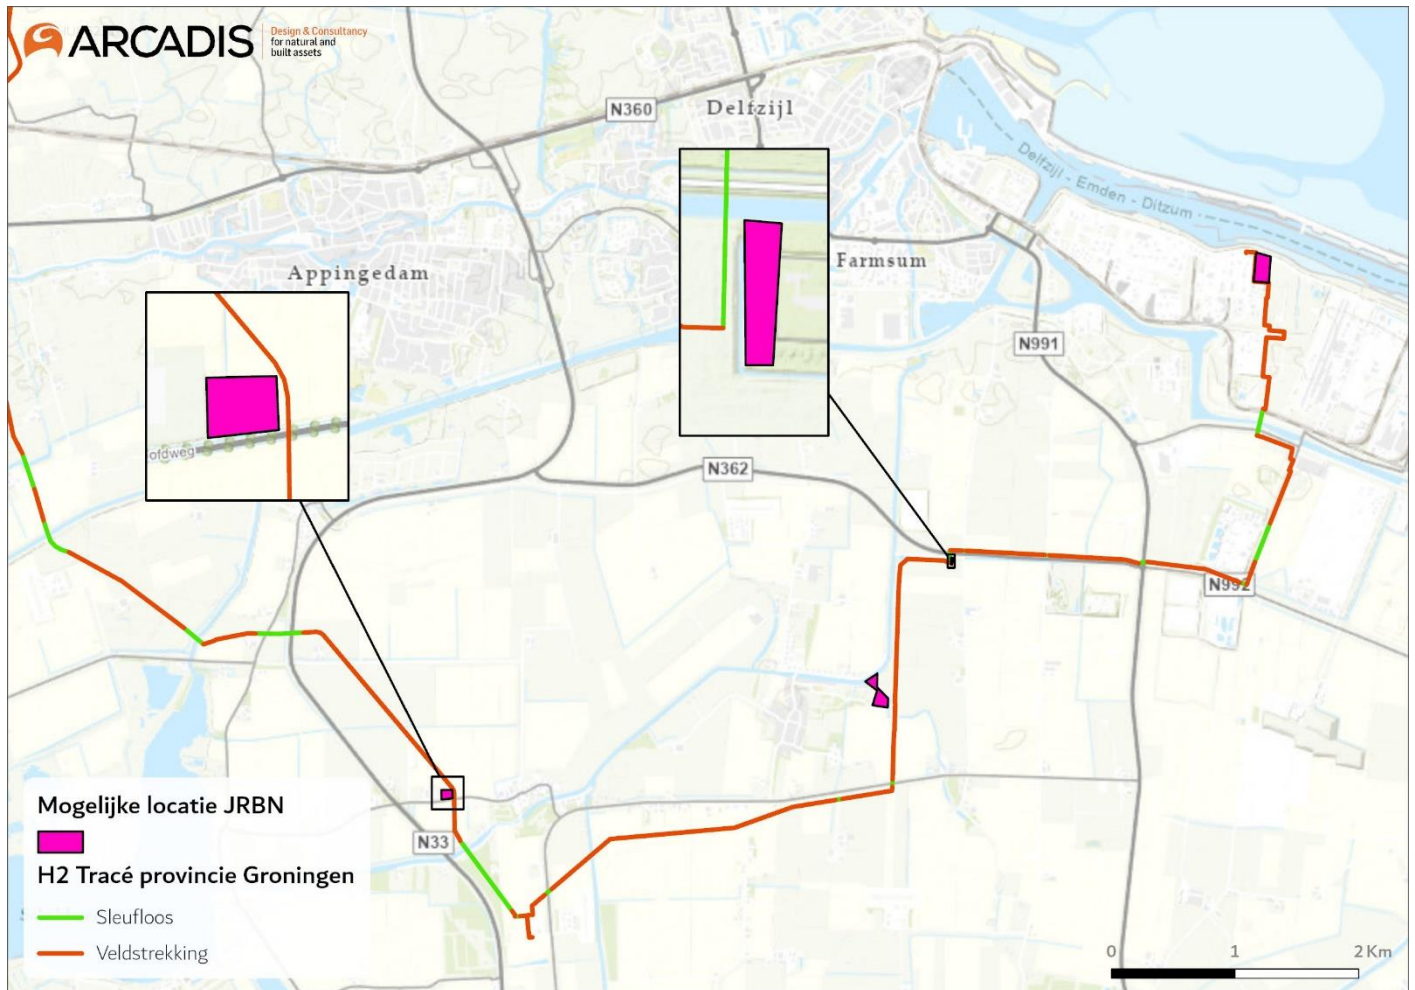 ARCADIS
Design & Consultancy
for natural and
built assets
N360
Delfzijl
Delfzijl - Emden - Ditzum
Farmsum
Appingedam
N991
ofdweg
N362
N992
N33
Mogelijke locatie JRBN
H2 Tracé provincie Groningen
Sleufloos
Veldstrekking
0 1 2 Km